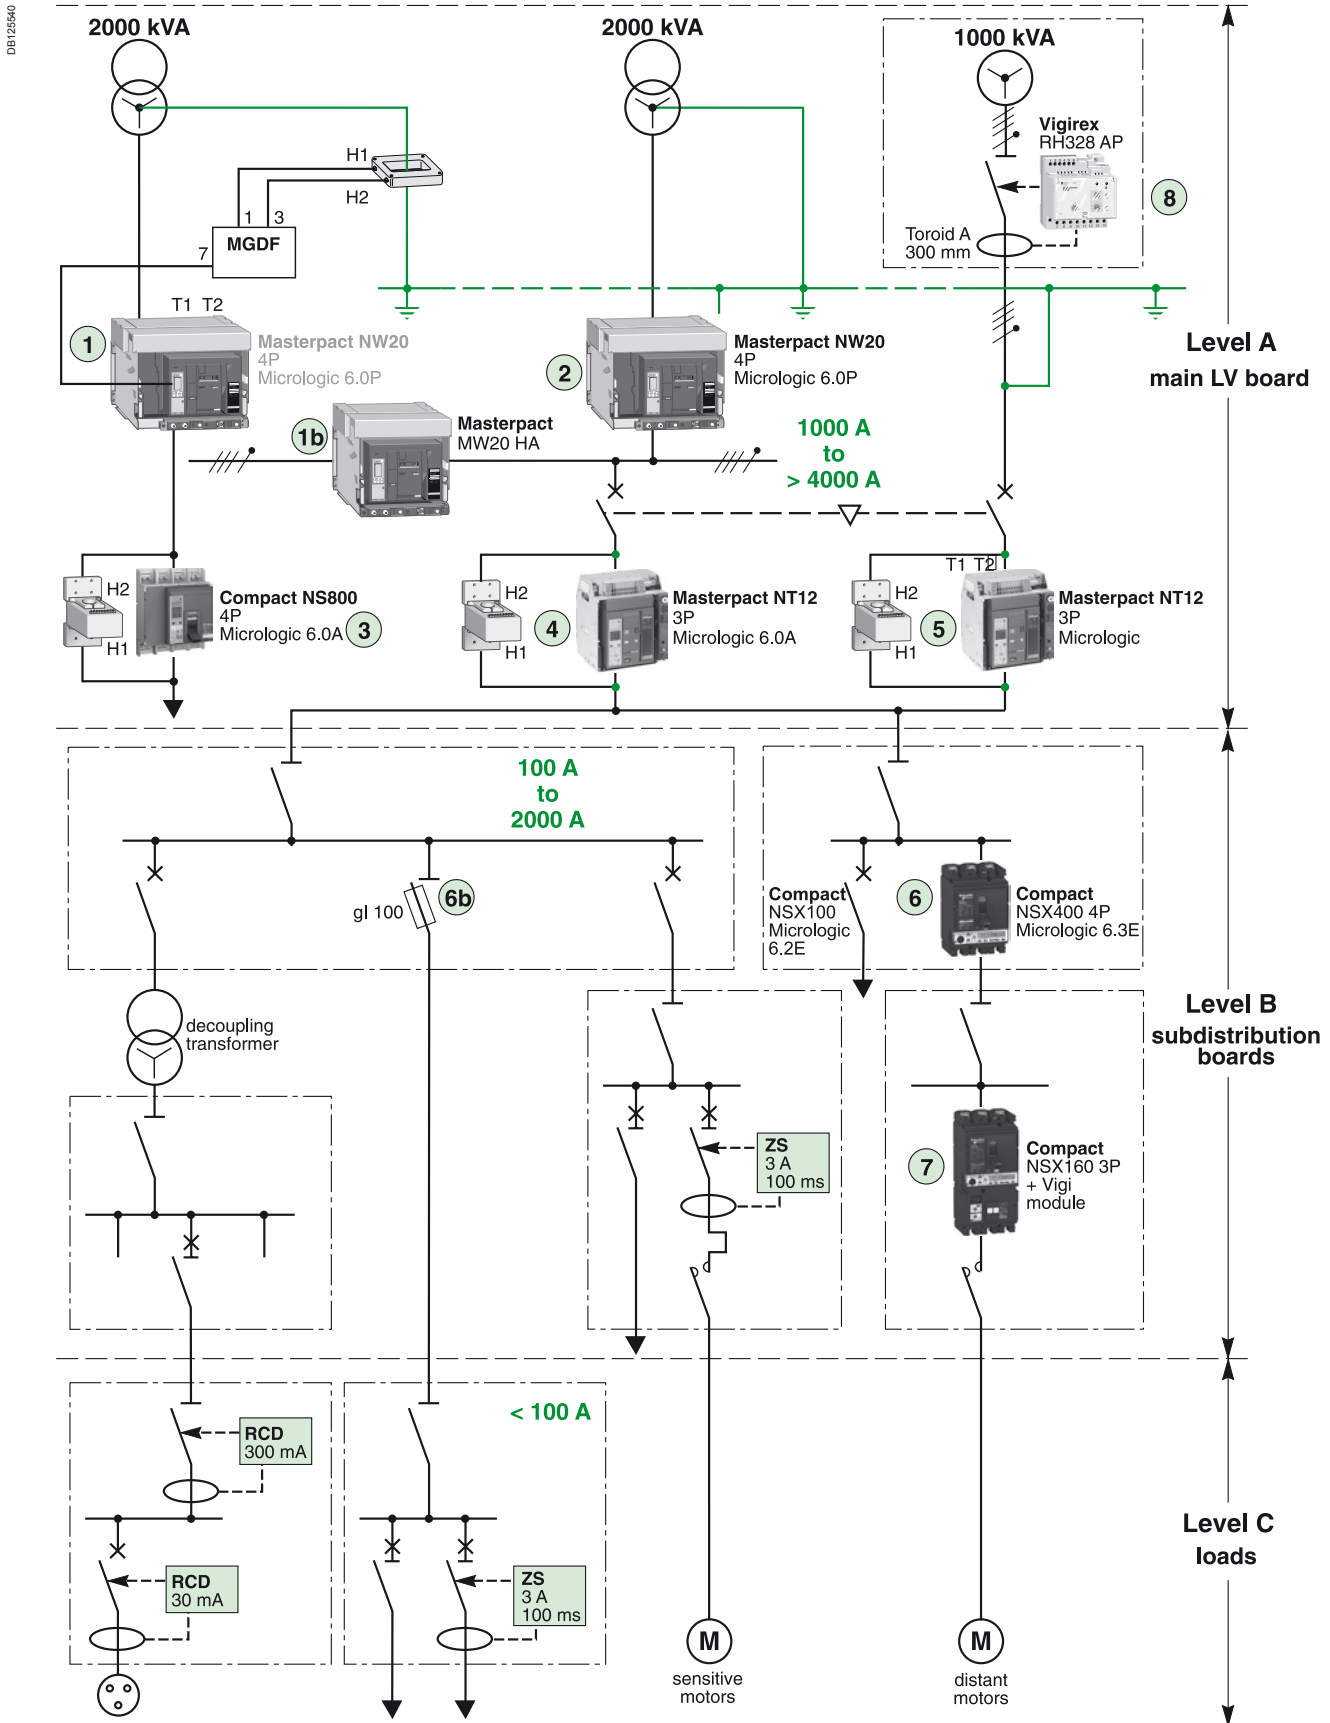 DB125540
2000 kVA
2000 kVA
1000 kVA
Vigirex
RH328 AP
8
Toroid A
300 mm
H1
H2
1 3
MGDF
7
T1 T2
1
Masterpact NW20
4P
Micrologic 6.0P
2
Masterpact NW20
4P
Micrologic 6.0P
Level A
main LV board
1b
Masterpact
MW20 HA
1000 A
to
> 4000 A
H2
H1
Compact NS800
4P
Micrologic 6.0A
3
H2
H1
4
Masterpact NT12
3P
Micrologic 6.0A
T1 T2
H2
H1
5
Masterpact NT12
3P
Micrologic
100 A
to
2000 A
gl 100
6b
Compact
NSX100
Micrologic
6.2E
6
Compact
NSX400 4P
Micrologic 6.3E
decoupling
transformer
Level B
subdistribution
boards
ZS
3 A
100 ms
7
Compact
NSX160 3P
+ Vigi
module
RCD
300 mA
< 100 A
RCD
30 mA
ZS
3 A
100 ms
Level C
loads
M
sensitive
motors
M
distant
motors